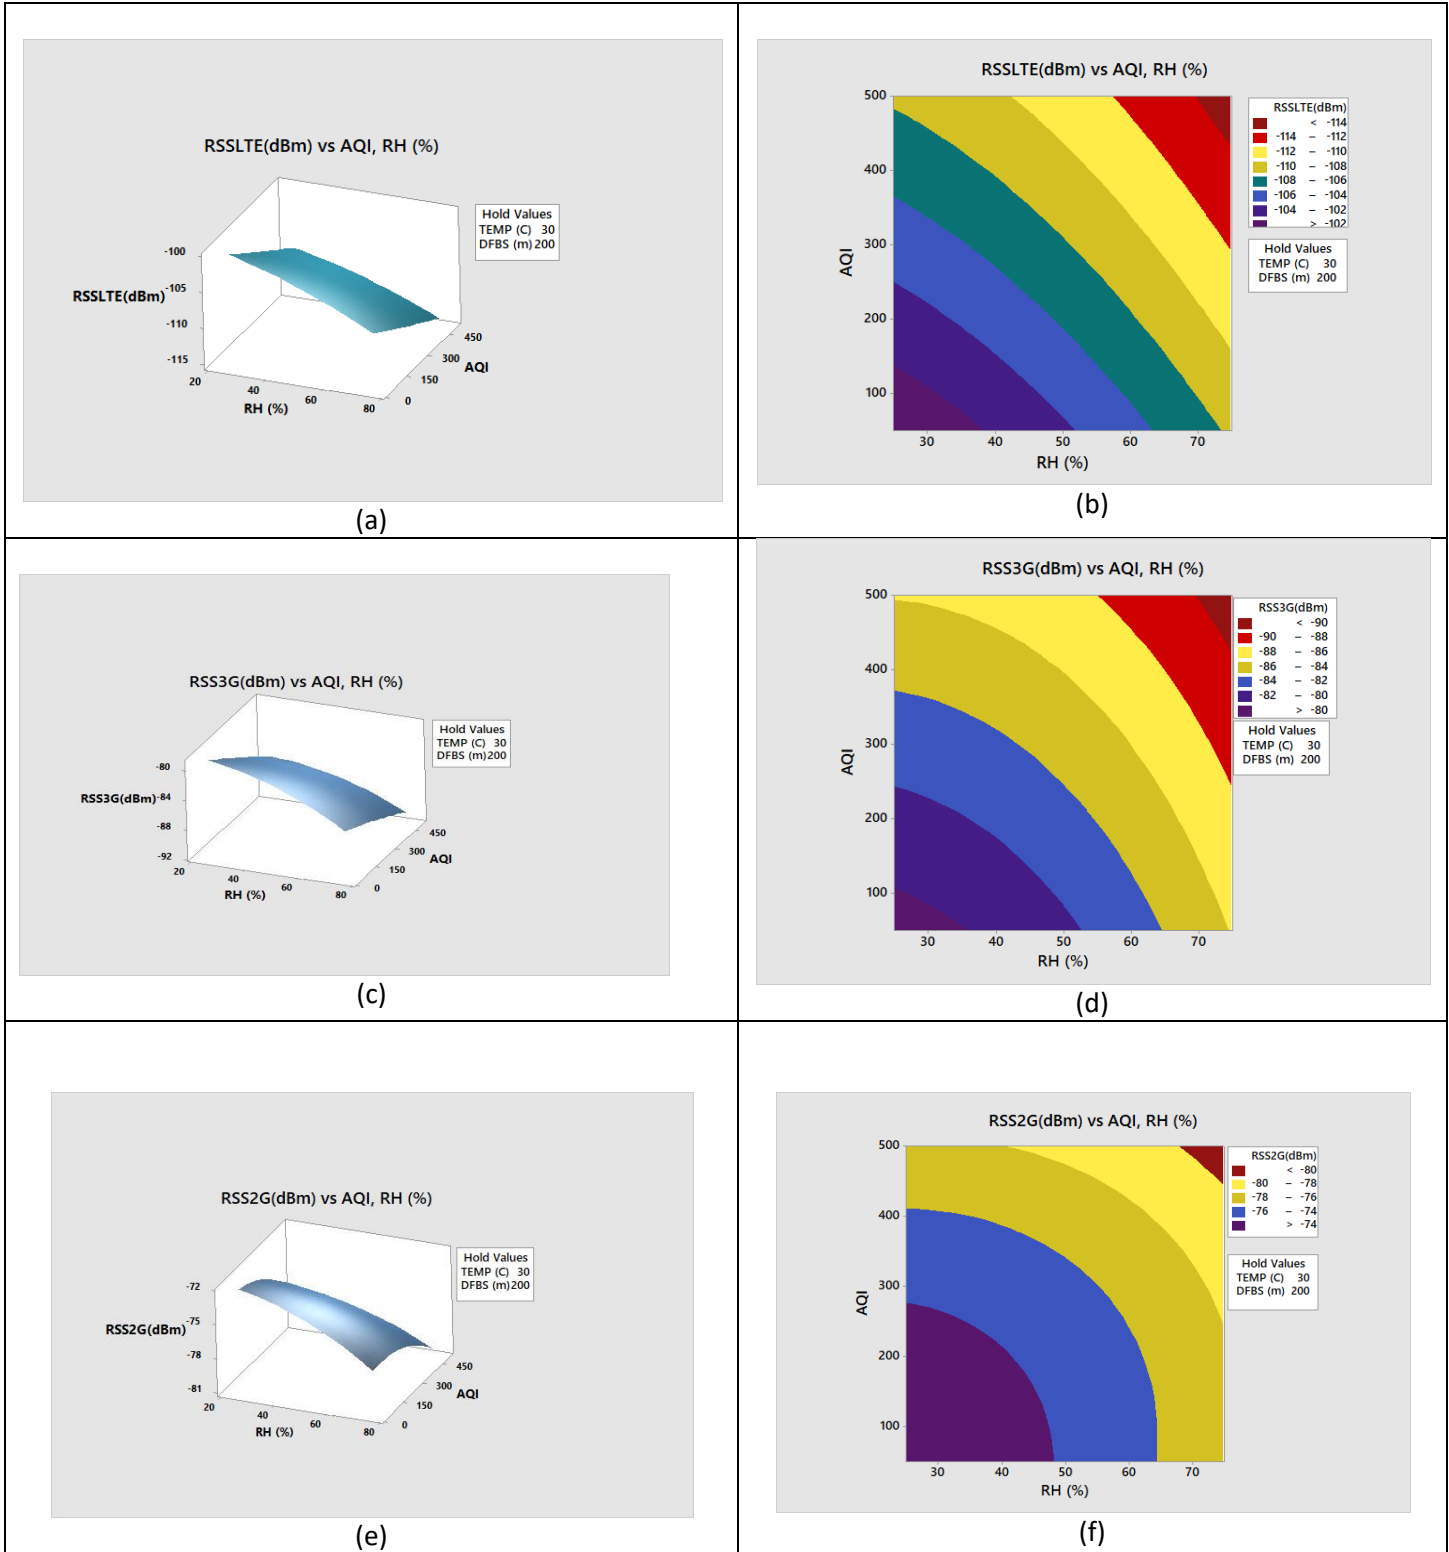 RSSLTE(dBm) vs AQI, RH (%)
Hold Values
TEMP (C) 30
DFBS (m) 200
-100
-105
RSSLTE(dBm)
-110
-115
450
300
AQI
150
0
20
40
60
80
RH (%)
(a)
RSSLTE(dBm) vs AQI, RH (%)
500
400
300
200
100
AQI
30 40 50 60 70
RH (%)
RSSLTE(dBm)
< -114
-114 – -112
-112 – -110
-110 – -108
-108 – -106
-106 – -104
-104 – -102
> -102
Hold Values
TEMP (C) 30
DFBS (m) 200
(b)
RSS3G(dBm) vs AQI, RH (%)
Hold Values
TEMP (C) 30
DFBS (m) 200
-80
RSS3G(dBm)
-84
-88
-92
450
300
AQI
150
0
20
40
60
80
RH (%)
(c)
RSS3G(dBm) vs AQI, RH (%)
500
400
300
200
100
AQI
30 40 50 60 70
RH (%)
RSS3G(dBm)
< -90
-90 – -88
-88 – -86
-86 – -84
-84 – -82
-82 – -80
> -80
Hold Values
TEMP (C) 30
DFBS (m) 200
(d)
RSS2G(dBm) vs AQI, RH (%)
Hold Values
TEMP (C) 30
DFBS (m) 200
-72
-75
RSS2G(dBm)
-78
-81
450
300
AQI
150
0
20
40
60
80
RH (%)
(e)
RSS2G(dBm) vs AQI, RH (%)
500
400
300
200
100
AQI
30 40 50 60 70
RH (%)
RSS2G(dBm)
< -80
-80 – -78
-78 – -76
-76 – -74
> -74
Hold Values
TEMP (C) 30
DFBS (m) 200
(f)